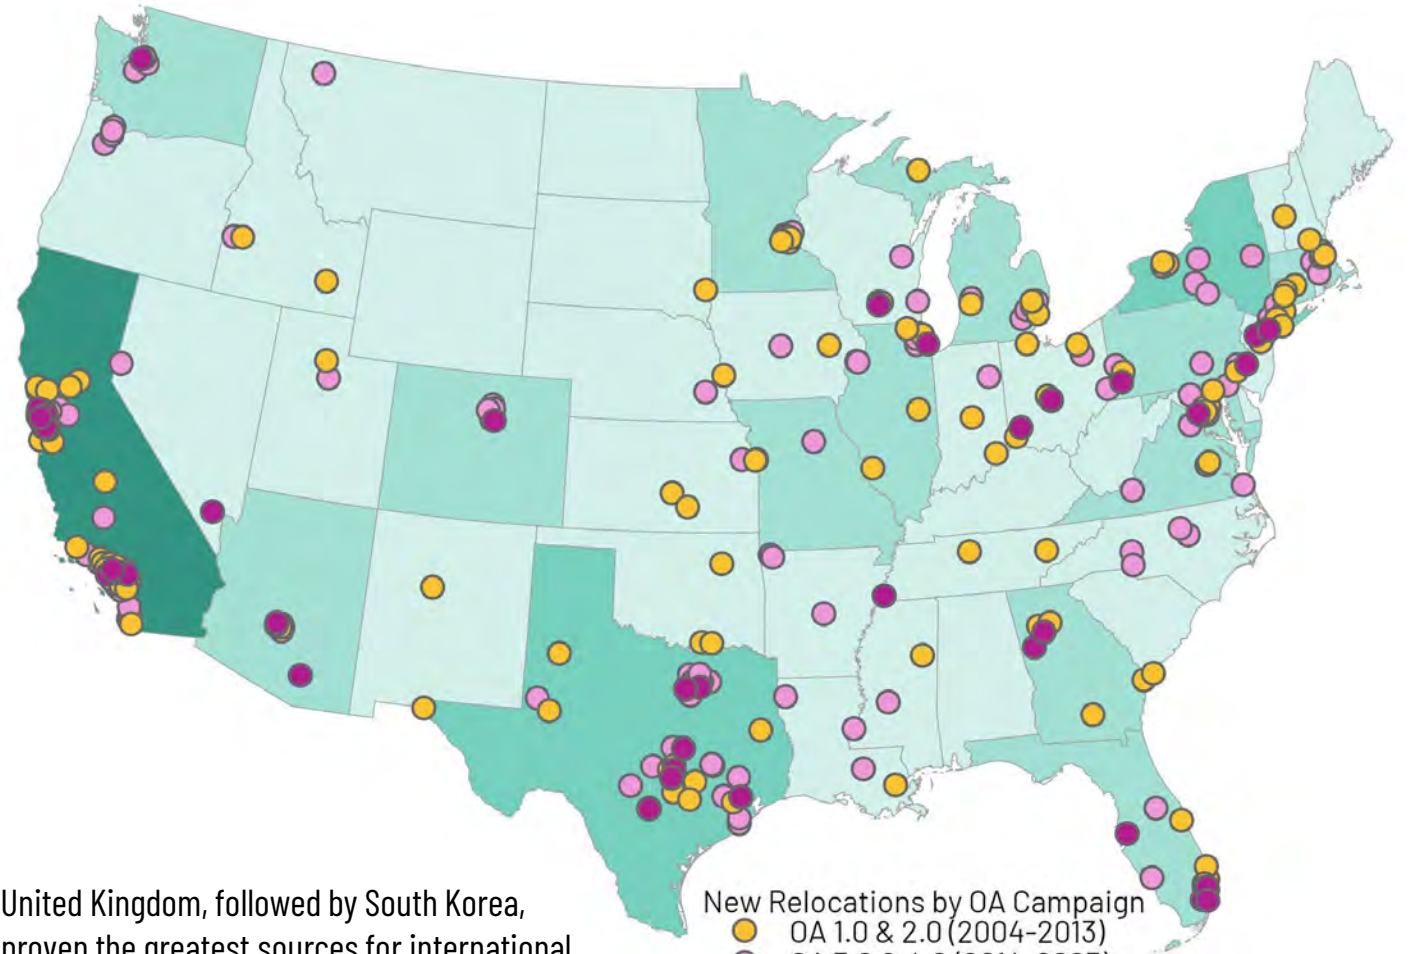 United Kingdom, followed by South Korea,
proven the greatest sources for international
New Relocations by OA Campaign
OA 1.0 & 2.0 (2004-2013)